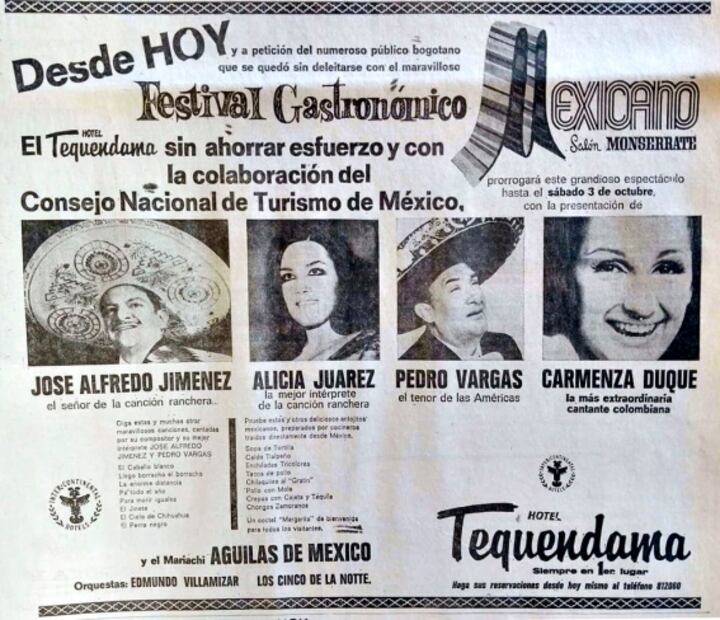 Desde HOY y a petición del numeroso público bogotano
que se quedó sin deleitarse con el maravilloso
Festival Gastronómico MEXICANO
Salón MONSERRATE
El HOTEL Tequendama sin ahorrar esfuerzo y con
la colaboración del
Consejo Nacional de Turismo de México,
prorrogará este grandioso espectáculo
hasta el sábado 3 de octubre,
con la presentación de
JOSE ALFREDO JIMENEZ
el señor de la canción ranchera..
ALICIA JUAREZ
la mejor intérprete
de la canción ranchera
PEDRO VARGAS
el tenor de las Américas
CARMENZA DUQUE
la más extraordinaria
cantante colombiana
Oiga estas y muchas otras
maravillosas canciones, cantadas
por su compositor y su mejor
intérprete JOSE ALFREDO
JIMENEZ Y PEDRO VARGAS
El Caballo blanco
Llegó borracho el borracho
La enorme distancia
Pa'todo el año
Para morir iguales
El Jinete
El Corrido de Chihuahua
El Perro negro
Pruebe estos y otros deliciosos antojitos
mexicanos, preparados por cocineros
traídos directamente desde México.
Sopa de Tortilla
Caldo Tlalpeño
Enchiladas Tricolores
Tacos de pollo
Chilaquiles al "Gratin"
Pollo con Mole
Crepas con Cajeta y Téquila
Chongos Zamoranos
Un coctel "Margarita" de bienvenida
para todos los visitantes.
INTER·CONTINENTAL
HOTELS
INTER·CONTINENTAL
HOTELS
y el Mariachi AGUILAS DE MEXICO
Orquestas: EDMUNDO VILLAMIZAR LOS CINCO DE LA NOTTE.
HOTEL
Tequendama
Siempre en 1er. lugar
Haga sus reservaciones desde hoy mismo al teléfono 812060